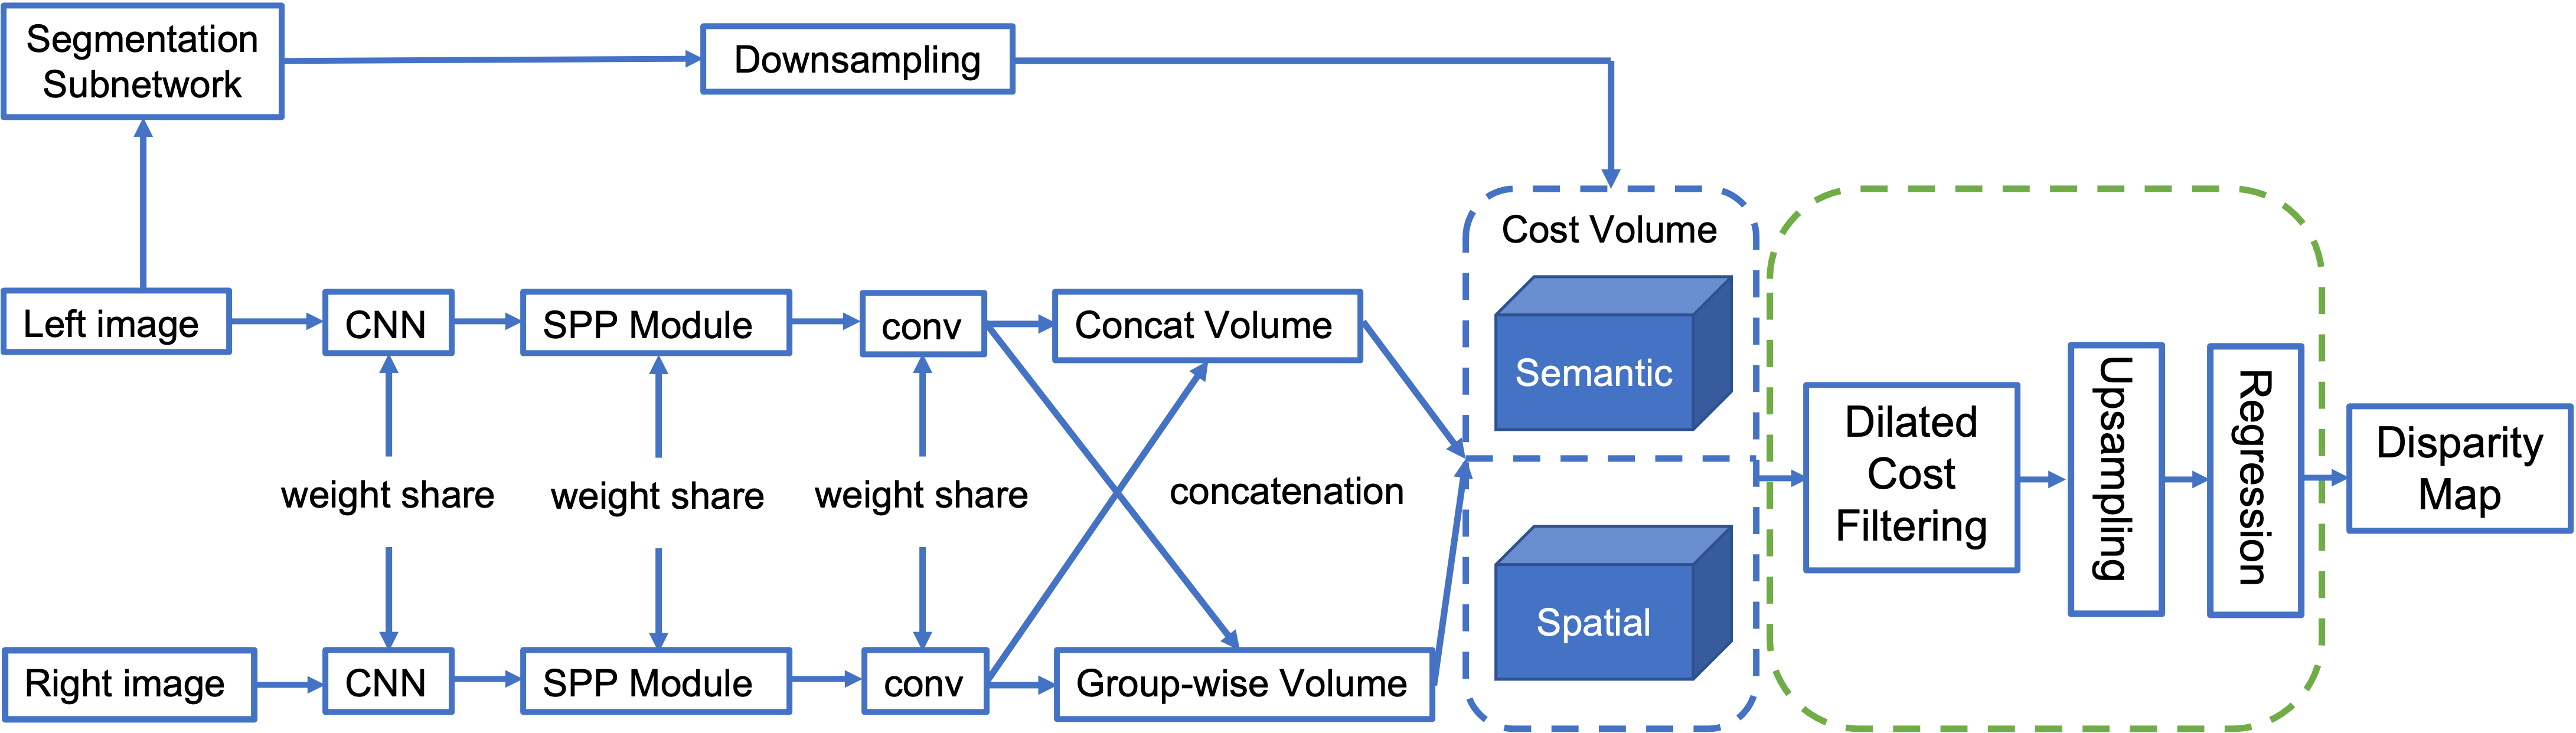 Segmentation
Subnetwork
Downsampling
Left image
CNN
SPP Module
conv
Concat Volume
weight share
weight share
weight share
concatenation
Right image
CNN
SPP Module
conv
Group-wise Volume
Cost Volume
Semantic
Spatial
Dilated
Cost
Filtering
Upsampling
Regression
Disparity
Map